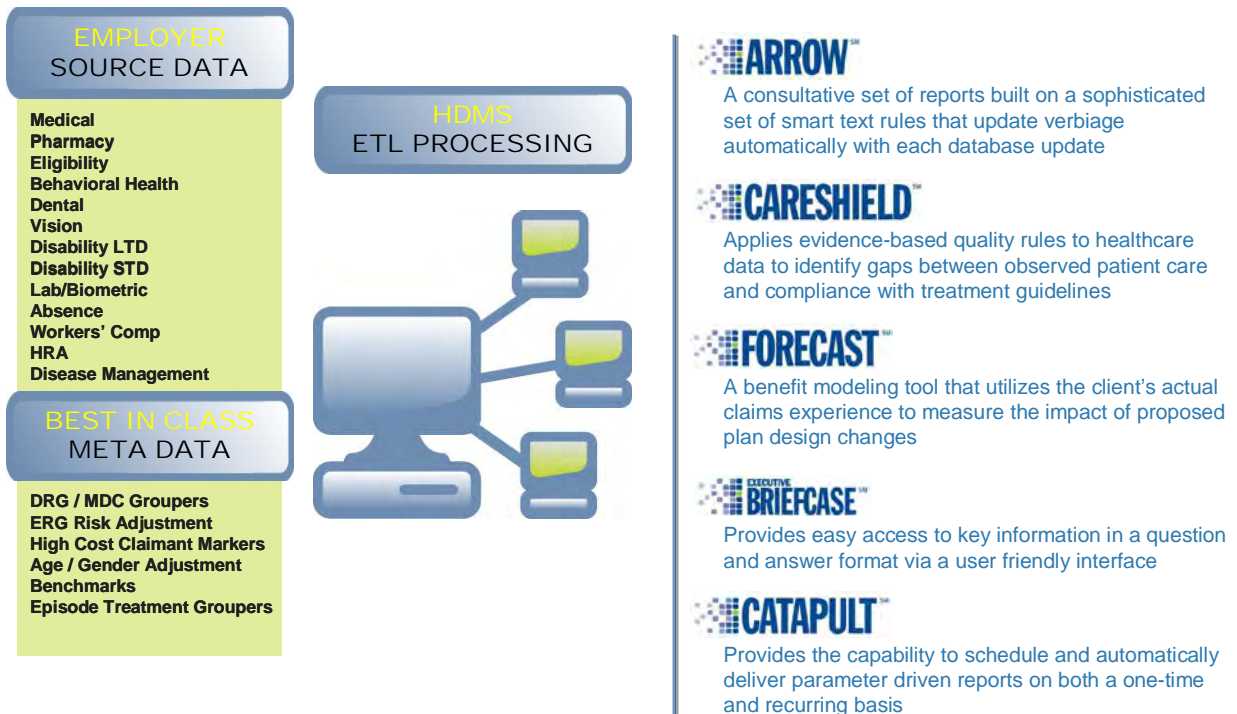 EMPLOYER
SOURCE DATA
Medical
Pharmacy
Eligibility
Behavioral Health
Dental
Vision
Disability LTD
Disability STD
Lab/Biometric
Absence
Workers’ Comp
HRA
Disease Management
BEST IN CLASS
META DATA
DRG / MDC Groupers
ERG Risk Adjustment
High Cost Claimant Markers
Age / Gender Adjustment
Benchmarks
Episode Treatment Groupers
HDMS
ETL PROCESSING
ARROW℠
A consultative set of reports built on a sophisticated
set of smart text rules that update verbiage
automatically with each database update
CARESHIELD℠
Applies evidence-based quality rules to healthcare
data to identify gaps between observed patient care
and compliance with treatment guidelines
FORECAST℠
A benefit modeling tool that utilizes the client’s actual
claims experience to measure the impact of proposed
plan design changes
EXECUTIVE
BRIEFCASE℠
Provides easy access to key information in a question
and answer format via a user friendly interface
CATAPULT℠
Provides the capability to schedule and automatically
deliver parameter driven reports on both a one-time
and recurring basis